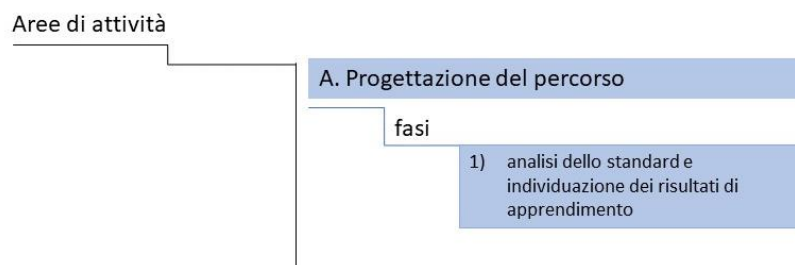 Aree di attività
A. Progettazione del percorso
fasi
1) analisi dello standard e
individuazione dei risultati di
apprendimento